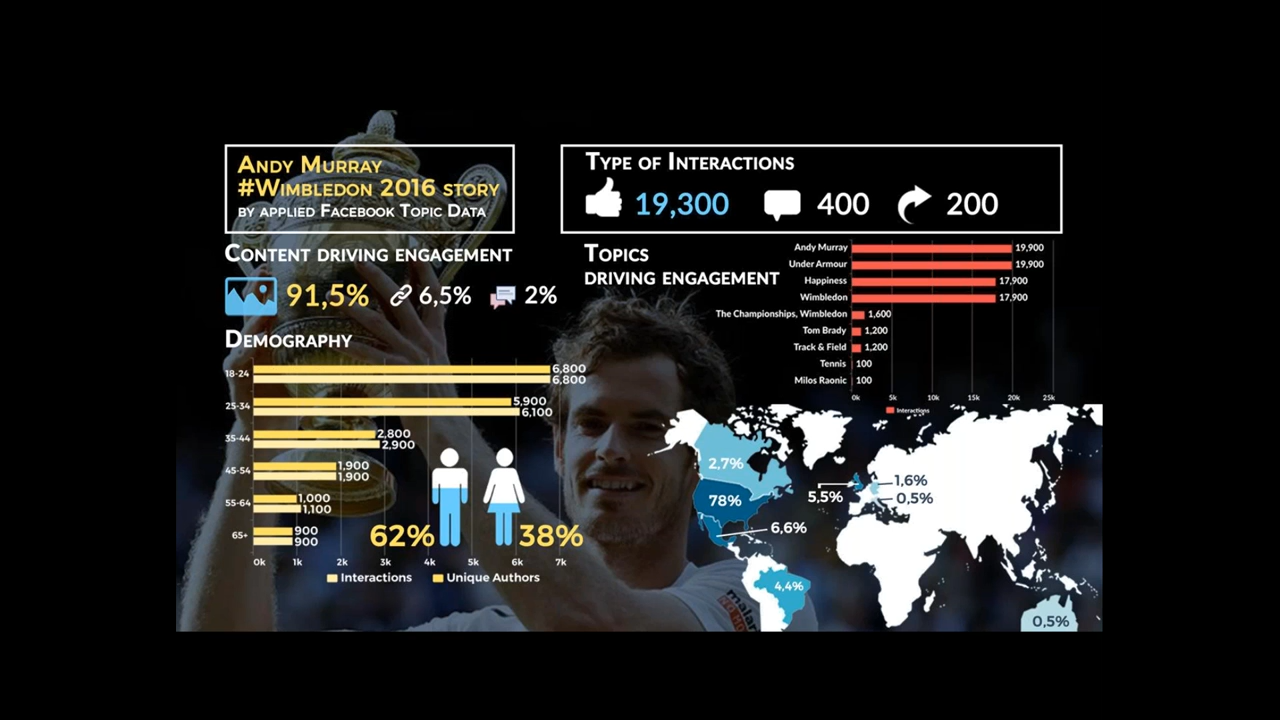 ANDY MURRAY
#WIMBLEDON 2016 STORY
BY APPLIED FACEBOOK TOPIC DATA
TYPE OF INTERACTIONS
19,300 400 200
CONTENT DRIVING ENGAGEMENT
91,5% 6,5% 2%
TOPICS
DRIVING ENGAGEMENT
Andy Murray 19,900
Under Armour 19,900
Happiness 17,900
Wimbledon 17,900
The Championships, Wimbledon 1,600
Tom Brady 1,200
Track & Field 1,200
Tennis 100
Milos Raonic 100
0k 5k 10k 15k 20k 25k
Interactions
DEMOGRAPHY
18-24 6,800
6,800
25-34 5,900
6,100
35-44 2,800
2,900
45-54 1,900
1,900
55-64 1,000
1,100
65+ 900
900
0k 1k 2k 3k 4k 5k 6k 7k
Interactions Unique Authors
62% 38%
2,7%
78%
6,6%
4,4%
5,5%
1,6%
0,5%
0,5%
malar
NO MO